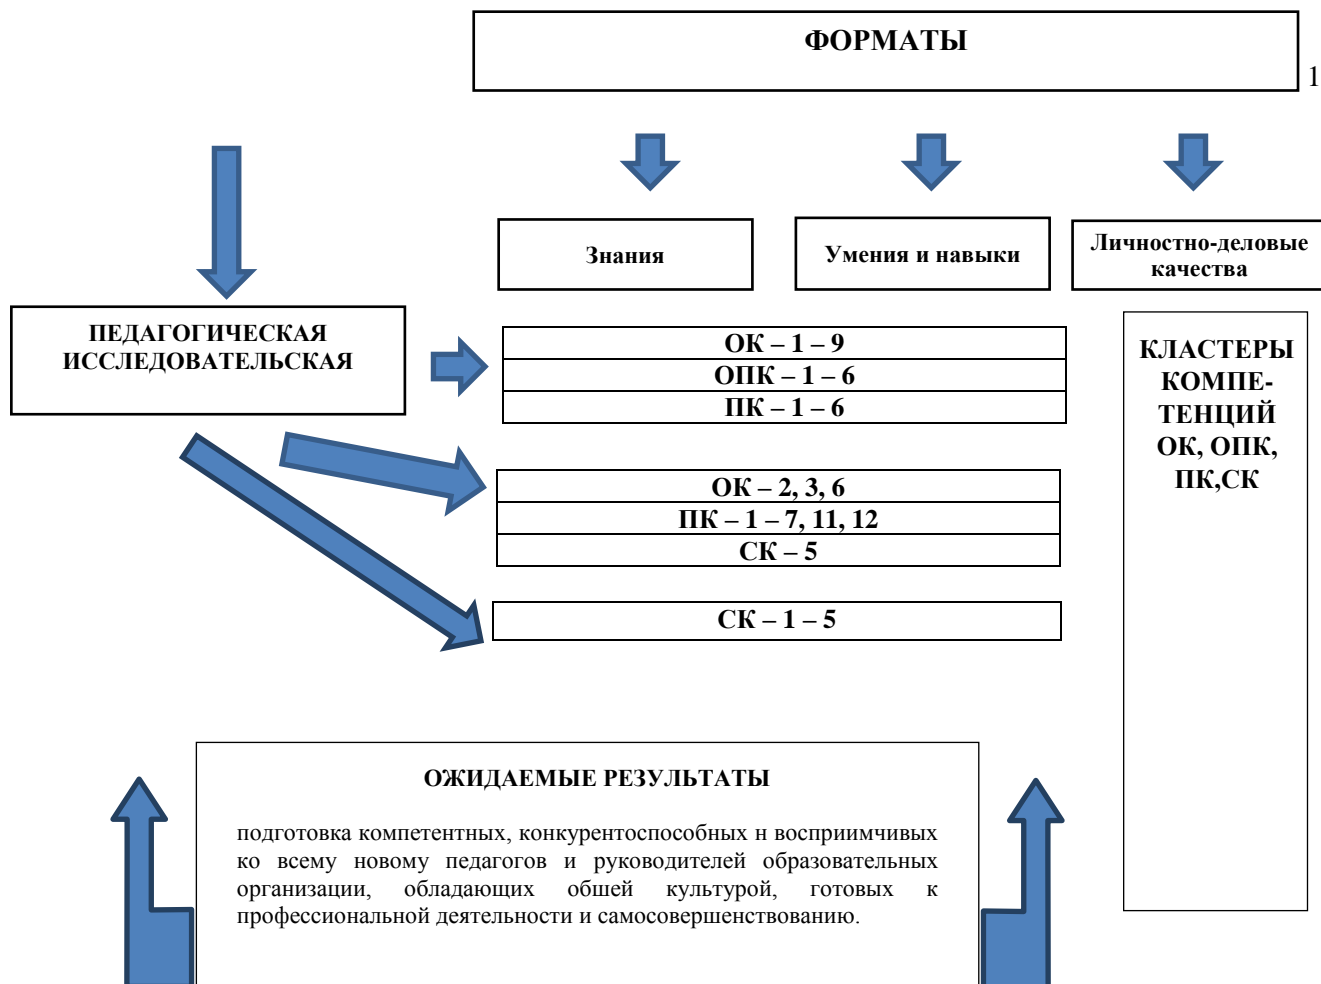 ФОРМАТЫ
1
Знания
Умения и навыки
Личностно-деловые
качества
ПЕДАГОГИЧЕСКАЯ
ИССЛЕДОВАТЕЛЬСКАЯ
ОК – 1 – 9
ОПК – 1 – 6
ПК – 1 – 6
ОК – 2, 3, 6
ПК – 1 – 7, 11, 12
СК – 5
СК – 1 – 5
КЛАСТЕРЫ
КОМПЕ-
ТЕНЦИЙ
ОК, ОПК,
ПК,СК
ОЖИДАЕМЫЕ РЕЗУЛЬТАТЫ
подготовка компетентных, конкурентоспособных н восприимчивых
ко всему новому педагогов и руководителей образовательных
организации, обладающих обшей культурой, готовых к
профессиональной деятельности и самосовершенствованию.